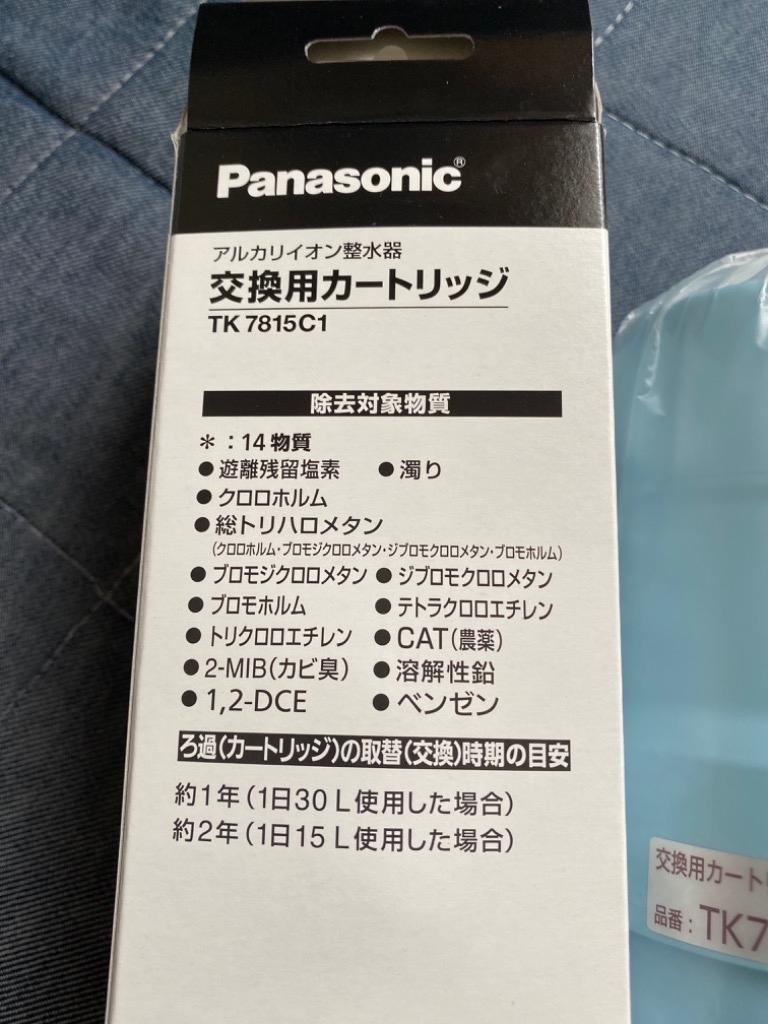 Panasonic®
アルカリイオン整水器
交換用カートリッジ
TK 7815C1
除去対象物質
＊：14物質
●遊離残留塩素 ●濁り
●クロロホルム
●総トリハロメタン
(クロロホルム・ブロモジクロロメタン・ジブロモクロロメタン・ブロモホルム)
●ブロモジクロロメタン ●ジブロモクロロメタン
●ブロモホルム ●テトラクロロエチレン
●トリクロロエチレン ●CAT(農薬)
●2-MIB(カビ臭) ●溶解性鉛
●1,2-DCE ●ベンゼン
ろ過(カートリッジ)の取替(交換)時期の目安
約1年(1日30L使用した場合)
約2年(1日15L使用した場合)
交換用カート
品番：TK7